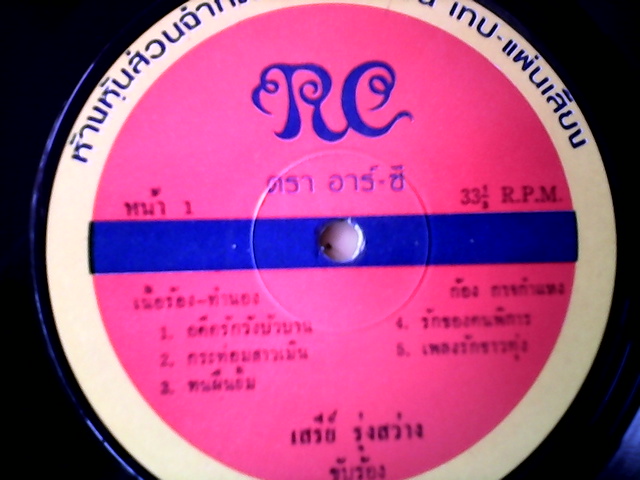 ห้างหุ้นส่วนจำกัด
เทป-แผ่นเสียง
RC
ตรา อาร์-ซี
หน้า 1
33⅓ R.P.M.
เนื้อร้อง-ทำนอง
ก้อง กาจกำแหง
1. อดีตรักวังบัวบาน
2. กระท่อมสาวเมิน
3. ทนฝืนยิ้ม
4. รักของคนพิการ
5. เพลงรักชาวทุ่ง
เสรีย์ รุ่งสว่าง
ขับร้อง